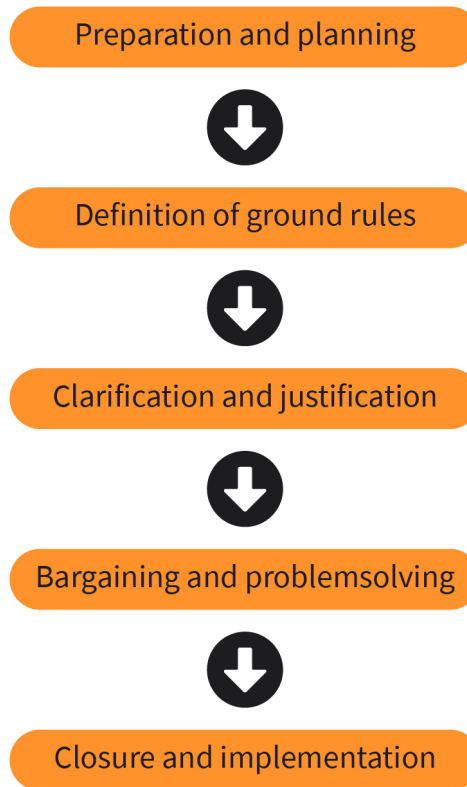 Preparation and planning
Definition of ground rules
Clarification and justification
Bargaining and problemsolving
Closure and implementation